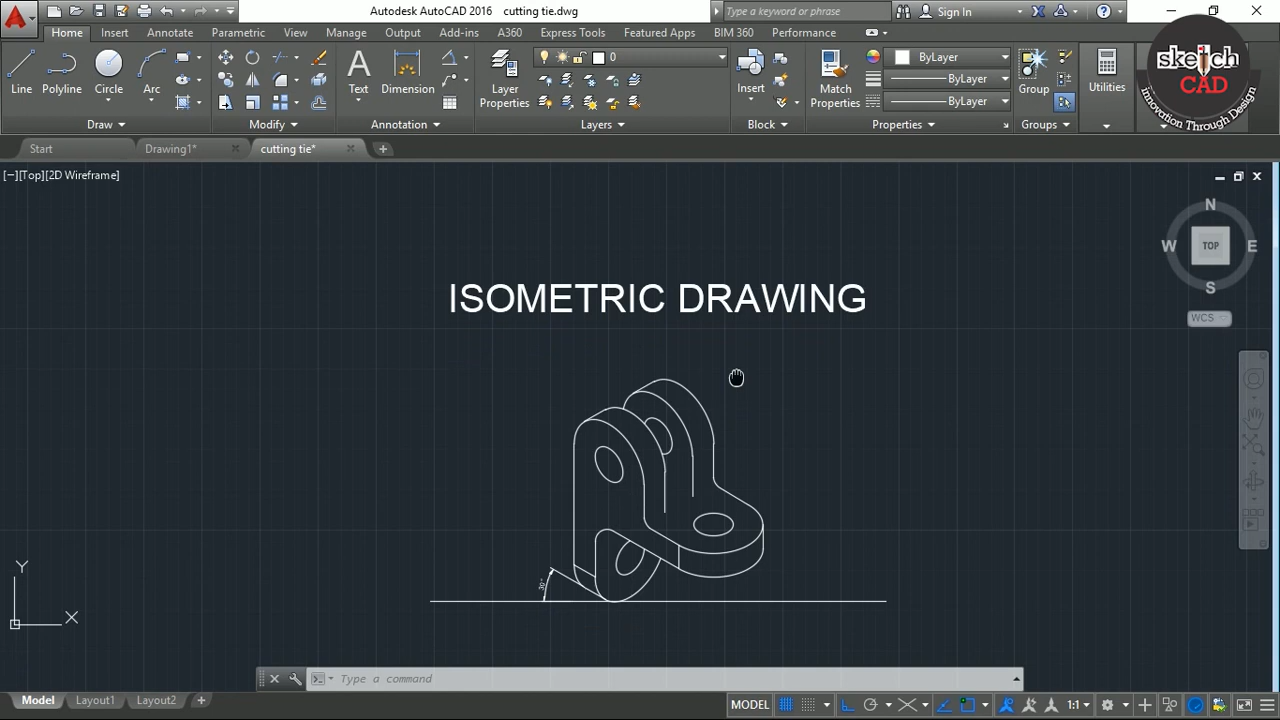 Autodesk AutoCAD 2016 cutting tie.dwg
Type a keyword or phrase
Sign In
Home Insert Annotate Parametric View Manage Output Add-ins A360 Express Tools Featured Apps BIM 360 Performance
Line Polyline Circle Arc
Text Dimension
Layer Properties
0
Insert
Match Properties
ByLayer
ByLayer
ByLayer
Group
Utilities
Draw Modify Annotation Layers Block Properties Groups
sketch
CAD
innovation Through Design
Start Drawing1* cutting tie*
[−][Top][2D Wireframe]
N
W TOP E
S
WCS
ISOMETRIC DRAWING
30°
Y
X
Type a command
Model Layout1 Layout2
MODEL 1:1